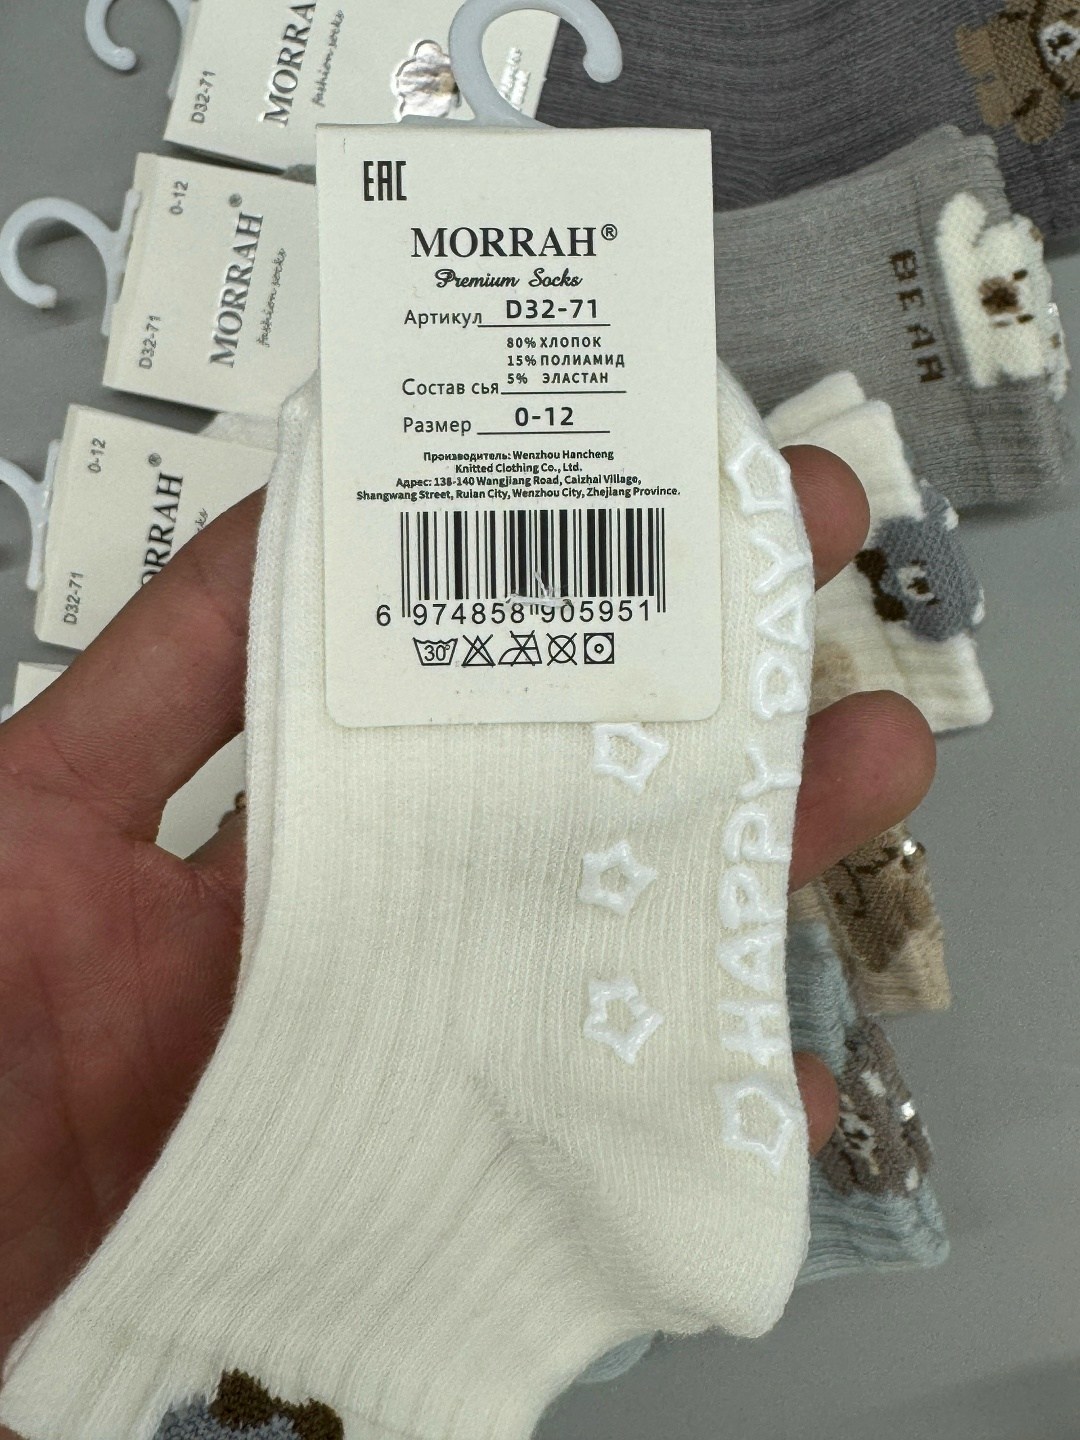 D32-71
MORRAH
fashion socks
0-12
D32-71
MORRAH®
fashion socks
0-12
D32-71
ORRAH®
EAC
MORRAH®
Premium Socks
Артикул D32-71
80% ХЛОПОК
15% ПОЛИАМИД
Состав сья 5% ЭЛАСТАН
Размер 0-12
Производитель: Wenzhou Hancheng
Knitted Clothing Co., Ltd.
Адрес: 138-140 Wangjiang Road, Caizhai Village,
Shangwang Street, Ruian City, Wenzhou City, Zhejiang Province.
6 974858 905951
30°
HAPPY DAY
BEAR